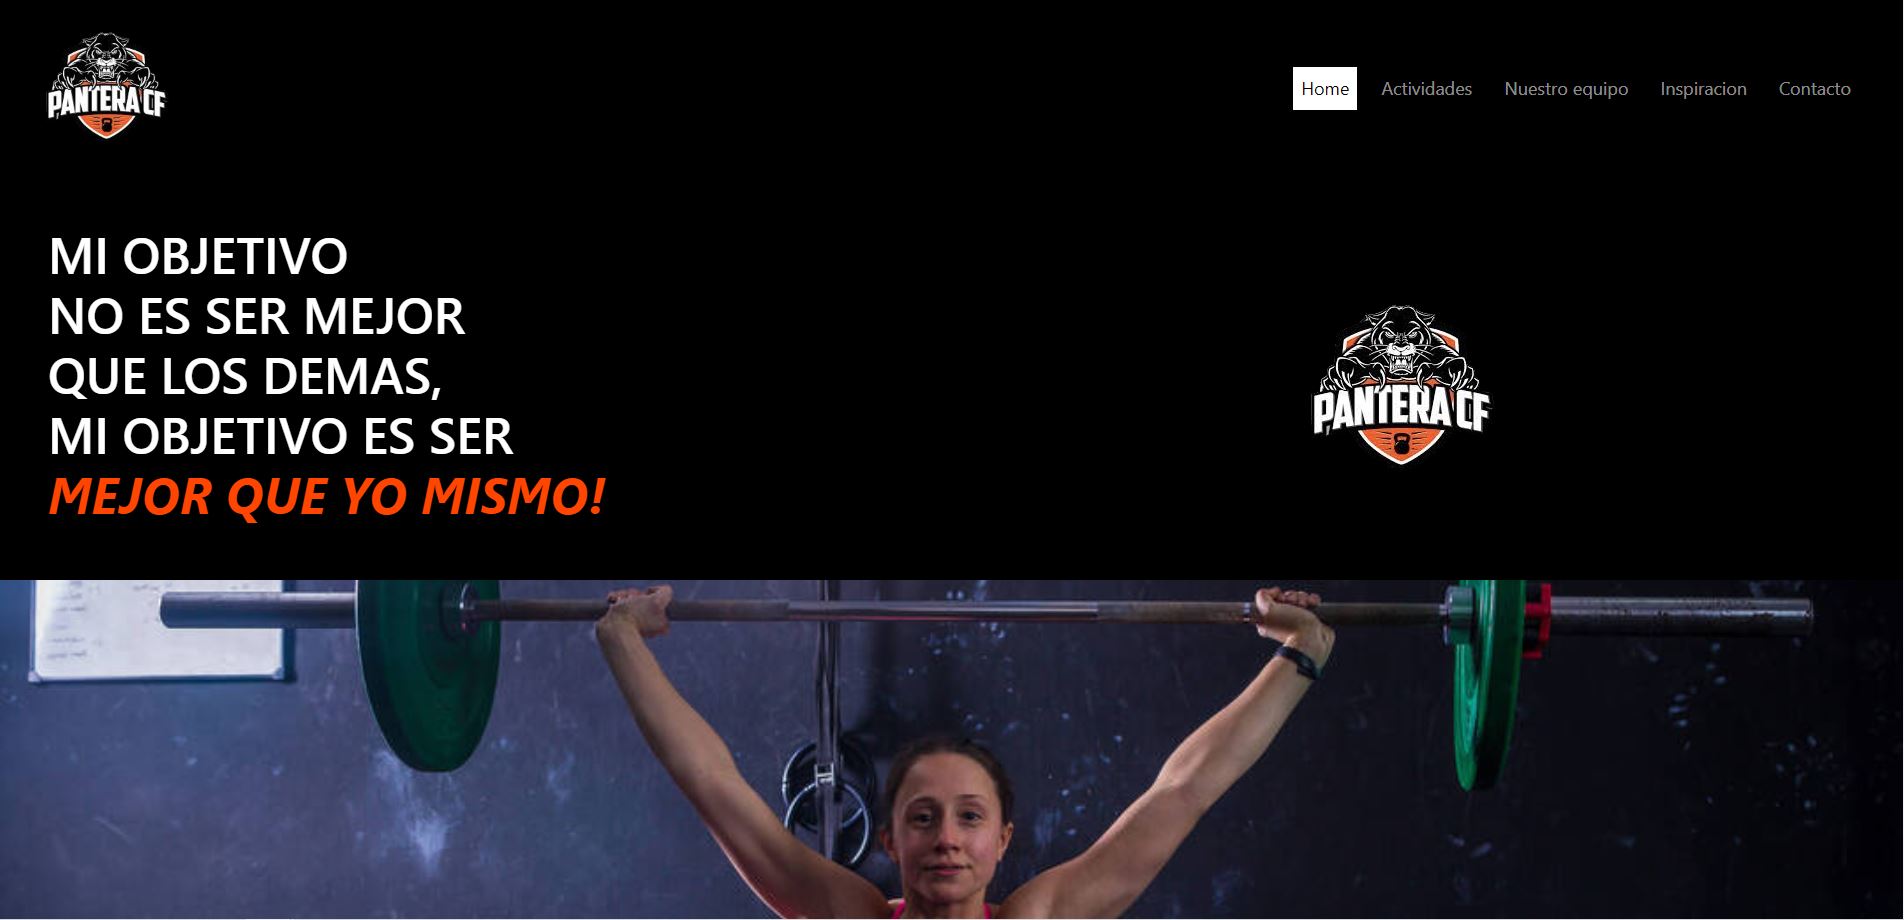 PANTERA CF
Home
Actividades
Nuestro equipo
Inspiracion
Contacto
MI OBJETIVO
NO ES SER MEJOR
QUE LOS DEMAS,
MI OBJETIVO ES SER
MEJOR QUE YO MISMO!
PANTERA CF